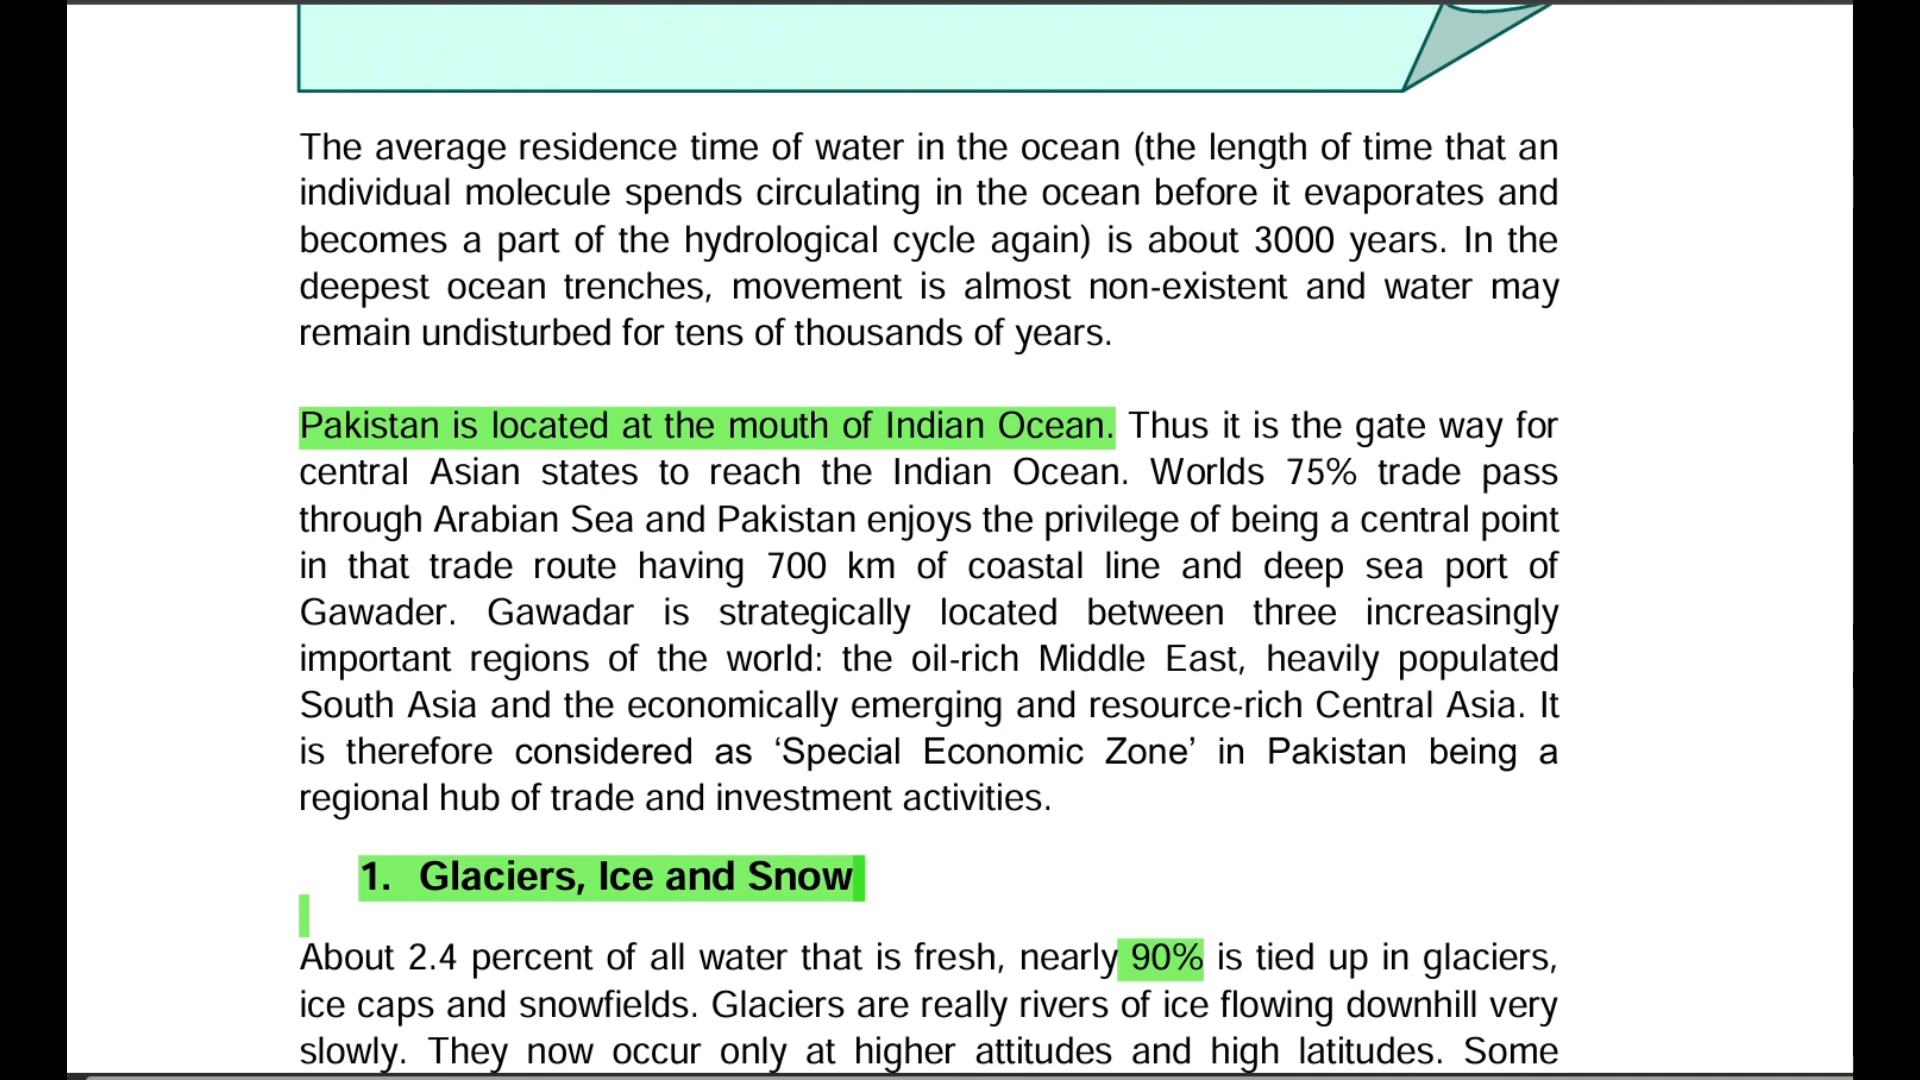 The average residence time of water in the ocean (the length of time that an
individual molecule spends circulating in the ocean before it evaporates and
becomes a part of the hydrological cycle again) is about 3000 years. In the
deepest ocean trenches, movement is almost non-existent and water may
remain undisturbed for tens of thousands of years.
Pakistan is located at the mouth of Indian Ocean. Thus it is the gate way for
central Asian states to reach the Indian Ocean. Worlds 75% trade pass
through Arabian Sea and Pakistan enjoys the privilege of being a central point
in that trade route having 700 km of coastal line and deep sea port of
Gawader. Gawadar is strategically located between three increasingly
important regions of the world: the oil-rich Middle East, heavily populated
South Asia and the economically emerging and resource-rich Central Asia. It
is therefore considered as ‘Special Economic Zone’ in Pakistan being a
regional hub of trade and investment activities.
1. Glaciers, Ice and Snow
About 2.4 percent of all water that is fresh, nearly 90% is tied up in glaciers,
ice caps and snowfields. Glaciers are really rivers of ice flowing downhill very
slowly. They now occur only at higher attitudes and high latitudes. Some